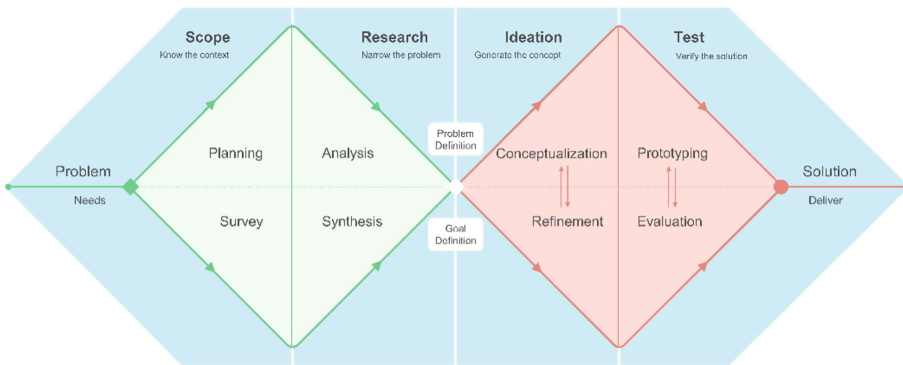 Scope
Know the context
Research
Narrow the problem
Ideation
Generate the concept
Test
Verify the solution
Problem
Definition
Planning
Analysis
Conceptualization
Prototyping
Problem
Needs
Solution
Deliver
Survey
Synthesis
Refinement
Evaluation
Goal
Definition